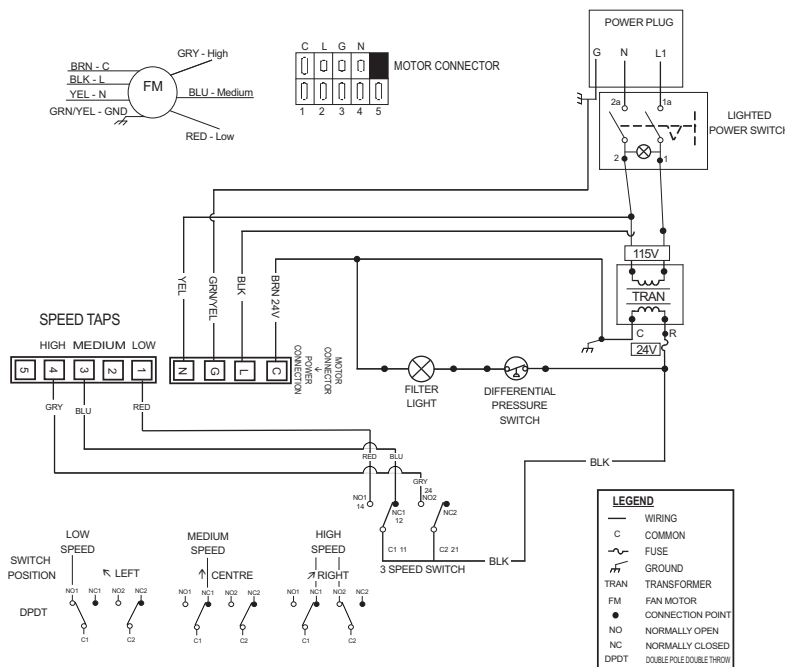 BRN - C
BLK - L
YEL - N
GRN/YEL - GND
FM
GRY - High
BLU - Medium
RED - Low
C L G N
MOTOR CONNECTOR
1 2 3 4 5
POWER PLUG
G N L1
2a 1a
LIGHTED
POWER SWITCH
2 1
115V
TRAN
C R
24V
YEL
GRN/YEL
BLK
BRN 24V
SPEED TAPS
HIGH MEDIUM LOW
5 4 3 2 1
N G L C
MOTOR
CONNECTOR
POWER
CONNECTION
GRY
BLU
RED
FILTER
LIGHT
DIFFERENTIAL
PRESSURE
SWITCH
RED BLU
BLK
GRY
24
NO1
14
NC1
12
NO2
NC2
C1 11
C2 21
BLK
3 SPEED SWITCH
SWITCH
POSITION
DPDT
LOW
SPEED
↖ LEFT
NO1 NC1 NO2 NC2
C1 C2
MEDIUM
SPEED
↑ CENTRE
NO1 NC1 NO2 NC2
C1 C2
HIGH
SPEED
↗ RIGHT
NO1 NC1 NO2 NC2
C1 C2
LEGEND
WIRING
C COMMON
FUSE
GROUND
TRAN TRANSFORMER
FM FAN MOTOR
CONNECTION POINT
NO NORMALLY OPEN
NC NORMALLY CLOSED
DPDT DOUBLE POLE DOUBLE THROW